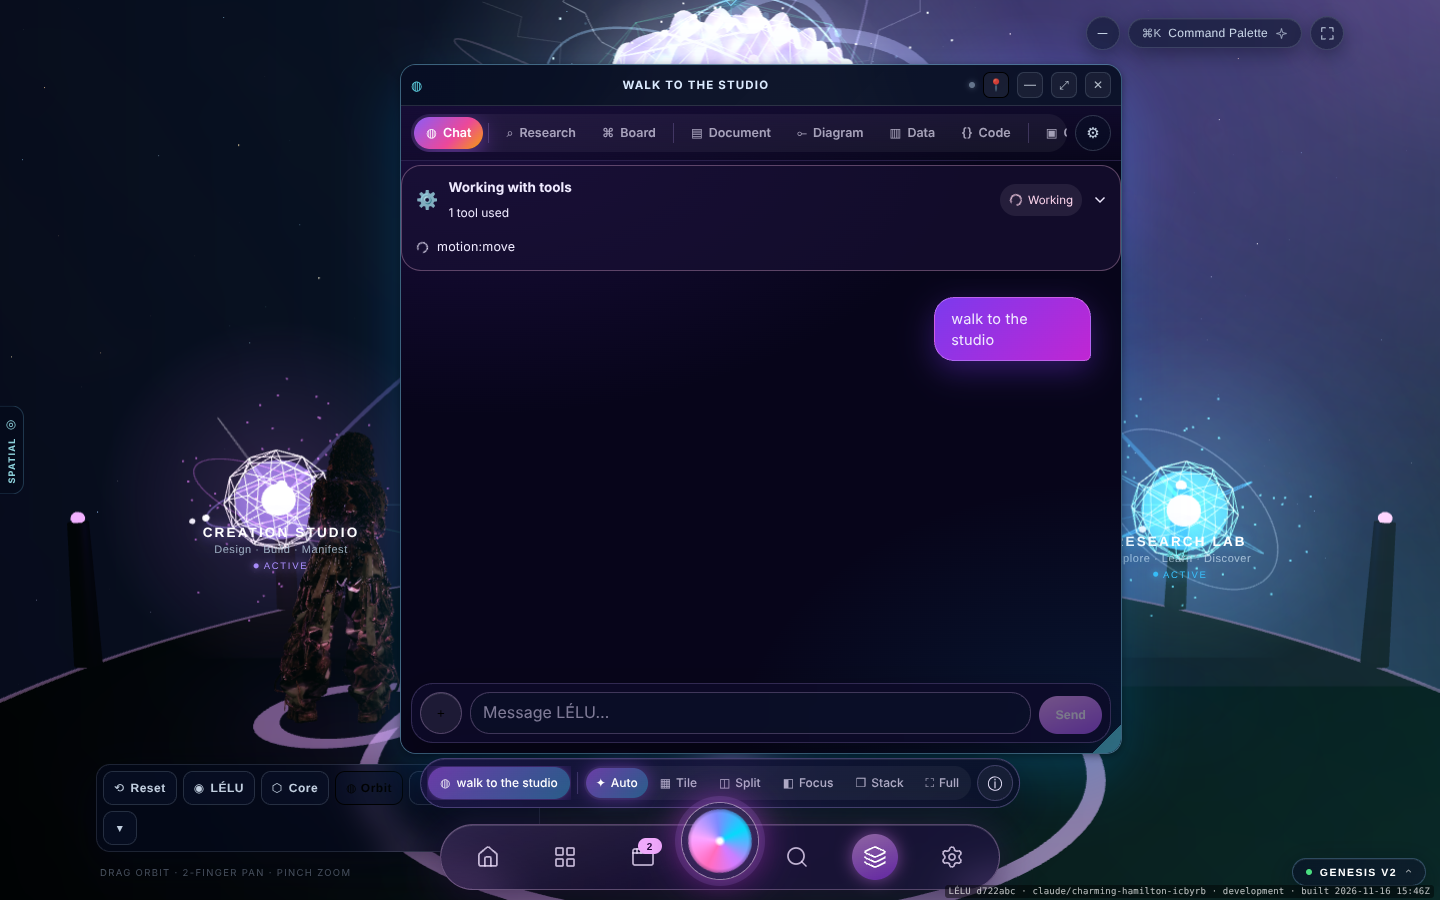 ⌘K Command Palette
WALK TO THE STUDIO
Chat
Research
Board
Document
Diagram
Data
{} Code
Working with tools
1 tool used
Working
motion:move
walk to the
studio
SPATIAL
CREATION STUDIO
Design · Build · Manifest
ACTIVE
ESEARCH LAB
plore · Learn · Discover
ACTIVE
+
Message LÉLU...
Send
Reset
LÉLU
Core
Orbit
walk to the studio
Auto
Tile
Split
Focus
Stack
Full
2
DRAG ORBIT · 2-FINGER PAN · PINCH ZOOM
GENESIS V2
LÉLU d722abc · claude/charming-hamilton-icbyrb · development · built 2026-11-16 15:46Z